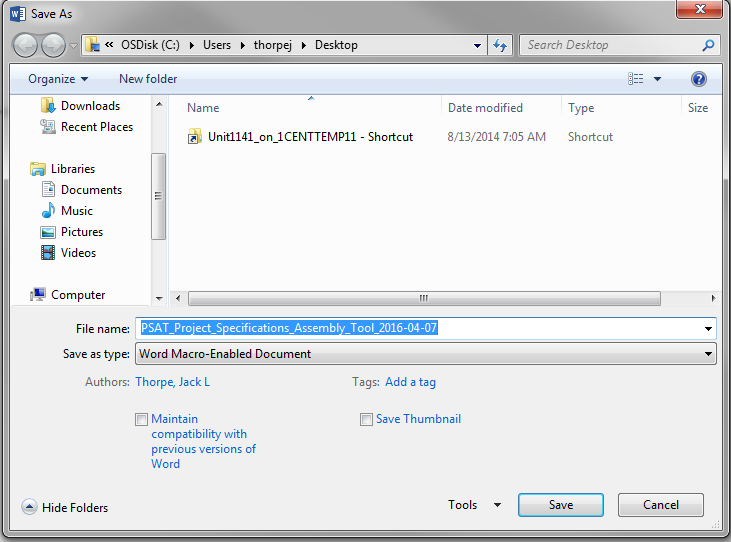 Save As
« OSDisk (C:) ▸ Users ▸ thorpej ▸ Desktop
Search Desktop
Organize
New folder
Downloads
Recent Places
Libraries
Documents
Music
Pictures
Videos
Computer
Name Date modified Type Size
Unit1141_on_1CENTTEMP11 - Shortcut 8/13/2014 7:05 AM Shortcut
File name: PSAT_Project_Specifications_Assembly_Tool_2016-04-07
Save as type: Word Macro-Enabled Document
Authors: Thorpe, Jack L Tags: Add a tag
Maintain
compatibility with
previous versions of
Word
Save Thumbnail
Hide Folders
Tools
Save
Cancel